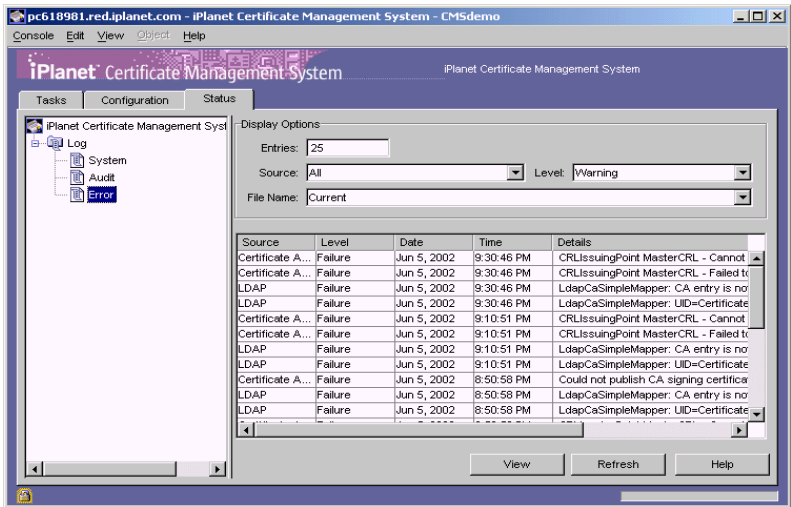 pc618981.red.iplanet.com - iPlanet Certificate Management System - CMSdemo
Console Edit View Object Help
iPlanet Certificate Management System
iPlanet Certificate Management System
Tasks Configuration Status
iPlanet Certificate Management Syst
Log
System
Audit
Error
Display Options
Entries: 25
Source: All Level: Warning
File Name: Current
Source Level Date Time Details
Certificate A... Failure Jun 5, 2002 9:30:46 PM CRLIssuingPoint MasterCRL - Cannot
Certificate A... Failure Jun 5, 2002 9:30:46 PM CRLIssuingPoint MasterCRL - Failed to
LDAP Failure Jun 5, 2002 9:30:46 PM LdapCaSimpleMapper: CA entry is no
LDAP Failure Jun 5, 2002 9:30:46 PM LdapCaSimpleMapper: UID=Certificate
Certificate A... Failure Jun 5, 2002 9:10:51 PM CRLIssuingPoint MasterCRL - Cannot
Certificate A... Failure Jun 5, 2002 9:10:51 PM CRLIssuingPoint MasterCRL - Failed to
LDAP Failure Jun 5, 2002 9:10:51 PM LdapCaSimpleMapper: CA entry is no
LDAP Failure Jun 5, 2002 9:10:51 PM LdapCaSimpleMapper: UID=Certificate
Certificate A... Failure Jun 5, 2002 8:50:58 PM Could not publish CA signing certifica
LDAP Failure Jun 5, 2002 8:50:58 PM LdapCaSimpleMapper: CA entry is no
LDAP Failure Jun 5, 2002 8:50:58 PM LdapCaSimpleMapper: UID=Certificate
View Refresh Help